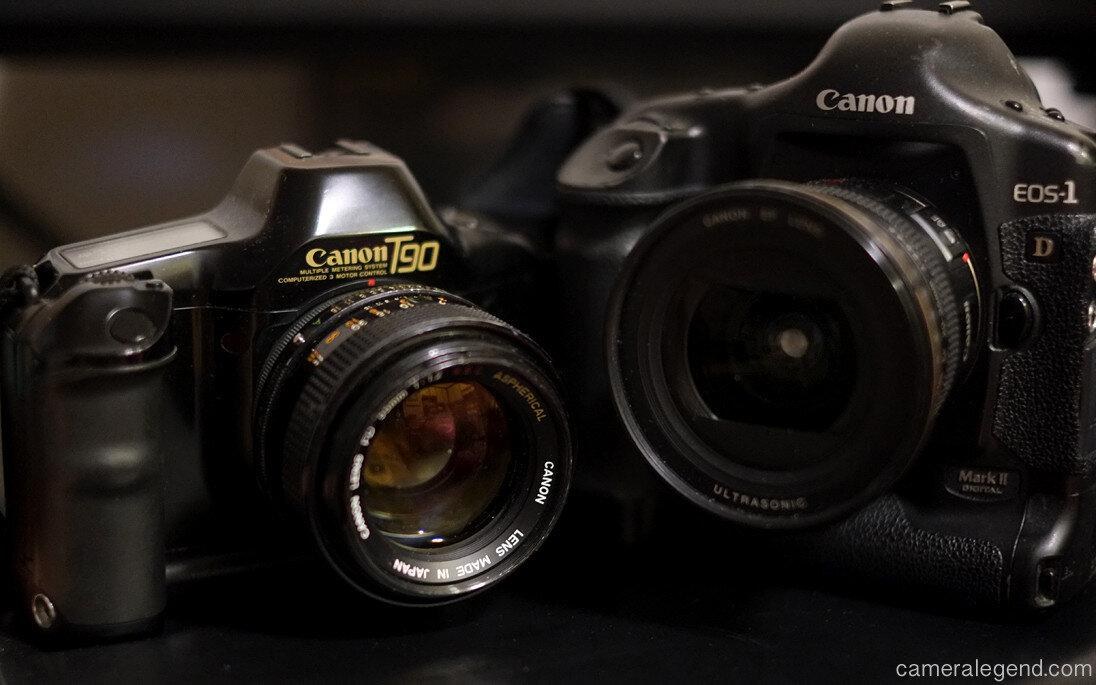 Canon T90
MULTIPLE METERING SYSTEM
COMPUTERIZED 3 MOTOR CONTROL
ASPHERICAL
CANON LENS MADE IN JAPAN
Canon
EOS-1
D
Mark II
DIGITAL
CANON
ULTRASONIC
cameralegend.com